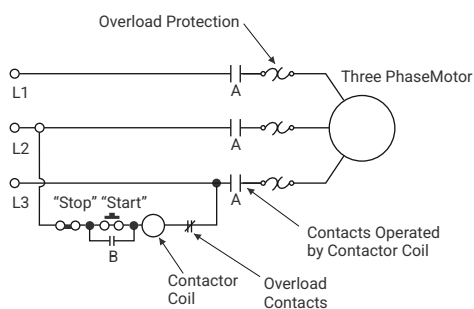 Overload Protection
Three PhaseMotor
L1
A
L2
A
L3
"Stop" "Start"
A
B
Contacts Operated
by Contactor Coil
Contactor
Coil
Overload
Contacts